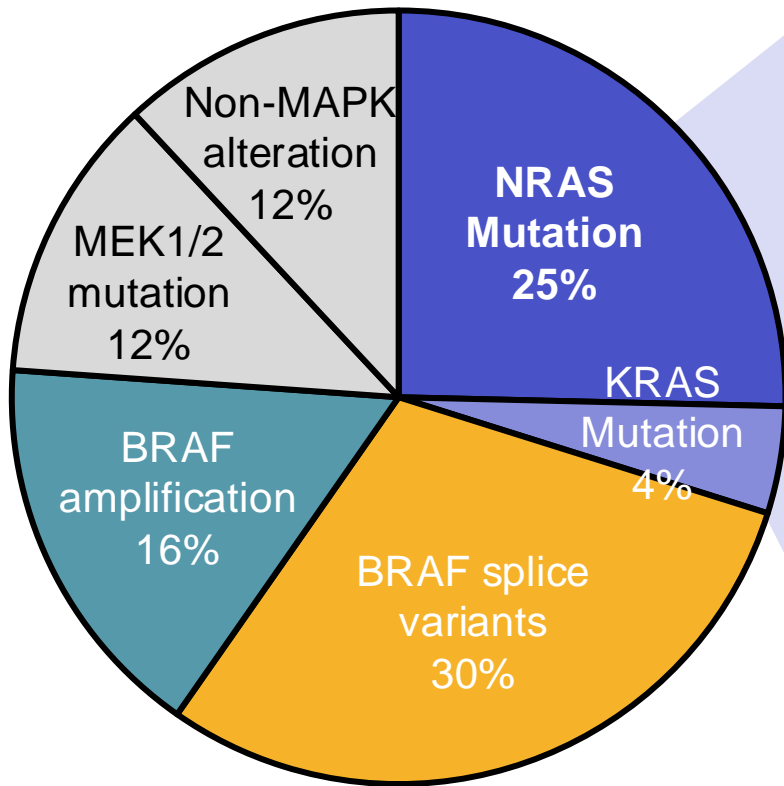 Non-MAPK
alteration
12%
NRAS
Mutation
25%
MEK1/2
mutation
12%
KRAS
Mutation
4%
BRAF
amplification
16%
BRAF splice
variants
30%